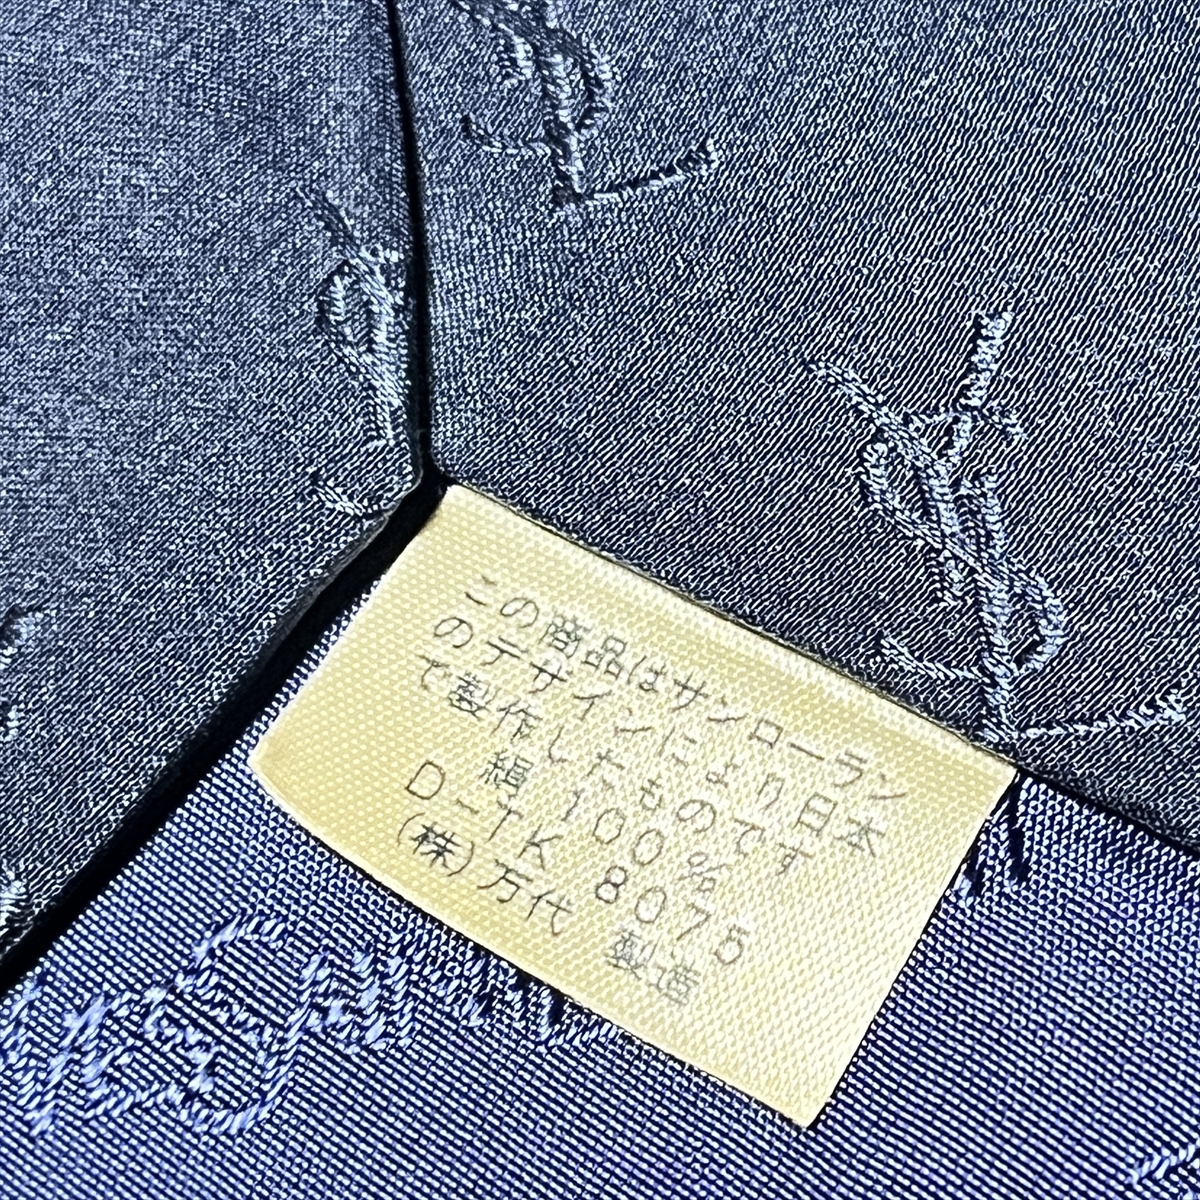 この商品はサンローラン
のデザインにより日本
で製作したものです
絹 100%
D-TK 8075
(株)万代 製造